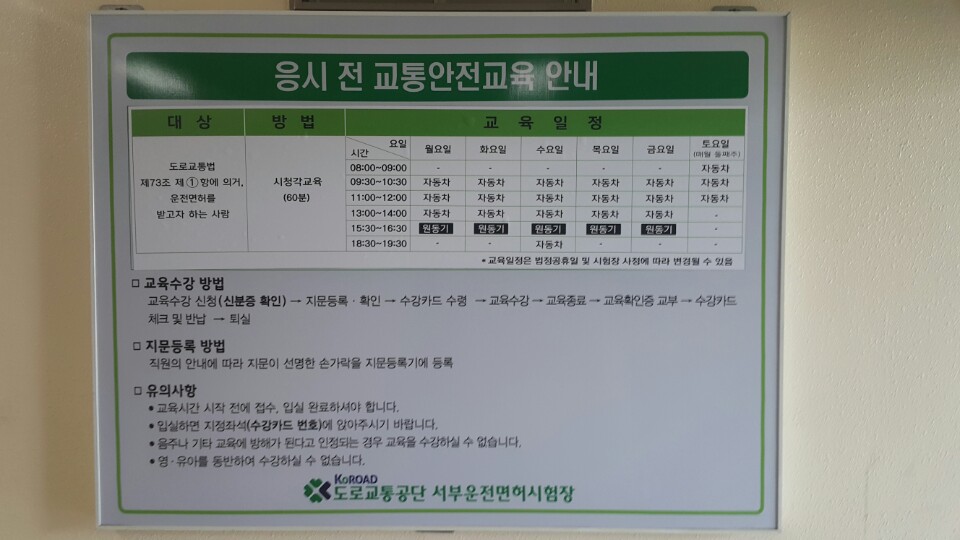 응시 전 교통안전교육 안내
대 상 방 법 교 육 일 정
요일 시간 월요일 화요일 수요일 목요일 금요일 토요일 (매월 둘째주)
08:00~09:00 - - - - - 자동차
09:30~10:30 자동차 자동차 자동차 자동차 자동차 자동차
11:00~12:00 자동차 자동차 자동차 자동차 자동차 자동차
13:00~14:00 자동차 자동차 자동차 자동차 자동차 -
15:30~16:30 원동기 원동기 원동기 원동기 원동기 -
18:30~19:30 - - 자동차 - - -
도로교통법
제73조 제①항에 의거,
운전면허를
받고자 하는 사람
시청각교육
(60분)
* 교육일정은 법정공휴일 및 시험장 사정에 따라 변경될 수 있음
□ 교육수강 방법
교육수강 신청(신분증 확인) → 지문등록 · 확인 → 수강카드 수령 → 교육수강 → 교육종료 → 교육확인증 교부 → 수강카드
체크 및 반납 → 퇴실
□ 지문등록 방법
직원의 안내에 따라 지문이 선명한 손가락을 지문등록기에 등록
□ 유의사항
• 교육시간 시작 전에 접수, 입실 완료하셔야 합니다.
• 입실하면 지정좌석(수강카드 번호)에 앉아주시기 바랍니다.
• 음주나 기타 교육에 방해가 된다고 인정되는 경우 교육을 수강하실 수 없습니다.
• 영 · 유아를 동반하여 수강하실 수 없습니다.
KoROAD
도로교통공단 서부운전면허시험장